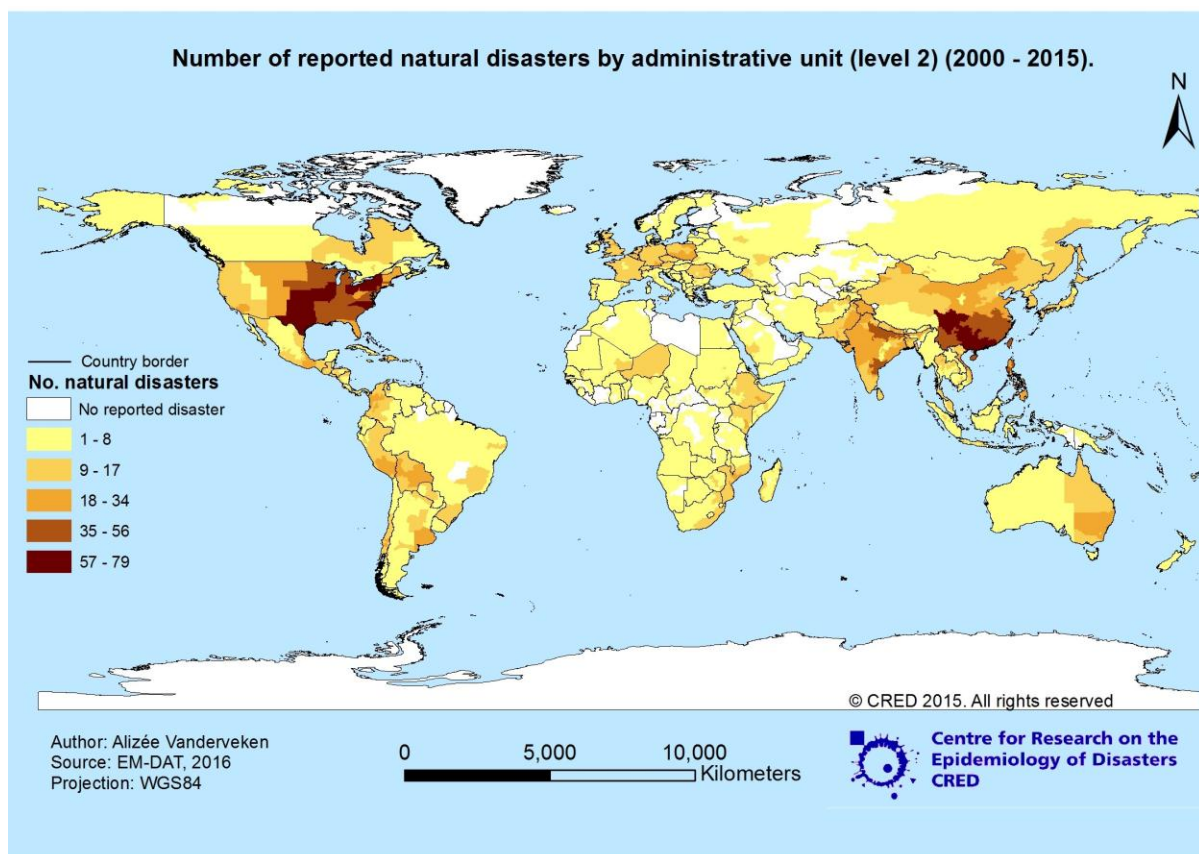 Number of reported natural disasters by administrative unit (level 2) (2000 - 2015).
N
Country border
No. natural disasters
No reported disaster
1 - 8
9 - 17
18 - 34
35 - 56
57 - 79
© CRED 2015. All rights reserved
Author: Alizée Vanderveken
Source: EM-DAT, 2016
Projection: WGS84
0 5,000 10,000
Kilometers
Centre for Research on the
Epidemiology of Disasters
CRED